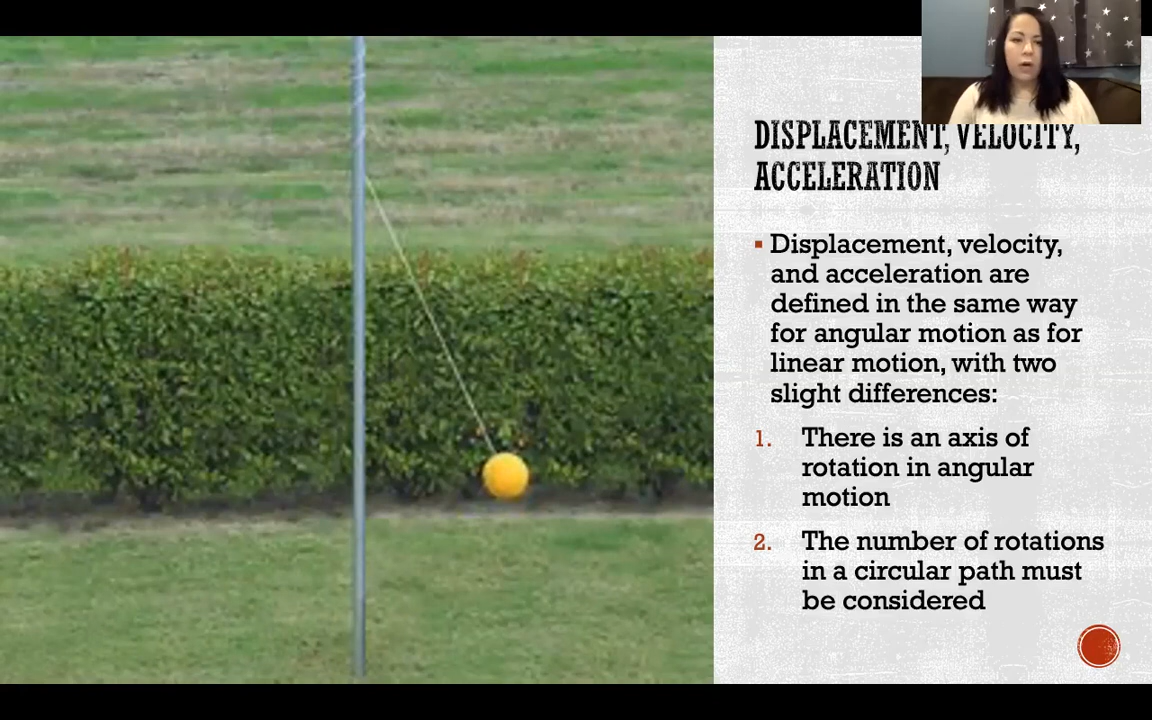 DISPLACEMENT, VELOCITY,
ACCELERATION
▪ Displacement, velocity,
and acceleration are
defined in the same way
for angular motion as for
linear motion, with two
slight differences:
1. There is an axis of
rotation in angular
motion
2. The number of rotations
in a circular path must
be considered